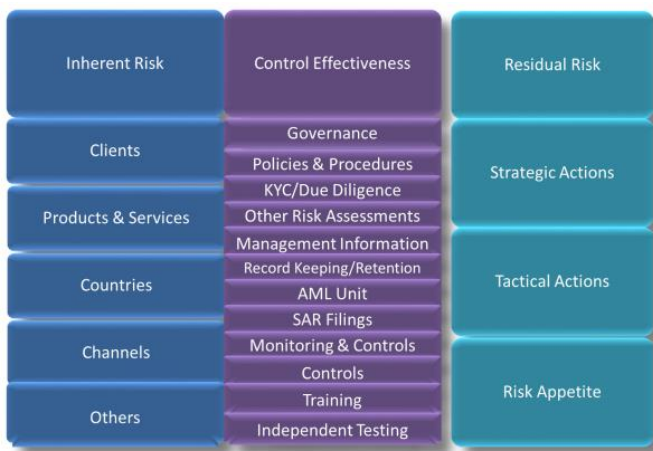 Inherent Risk
Clients
Products & Services
Countries
Channels
Others
Control Effectiveness
Governance
Policies & Procedures
KYC/Due Diligence
Other Risk Assessments
Management Information
Record Keeping/Retention
AML Unit
SAR Filings
Monitoring & Controls
Controls
Training
Independent Testing
Residual Risk
Strategic Actions
Tactical Actions
Risk Appetite